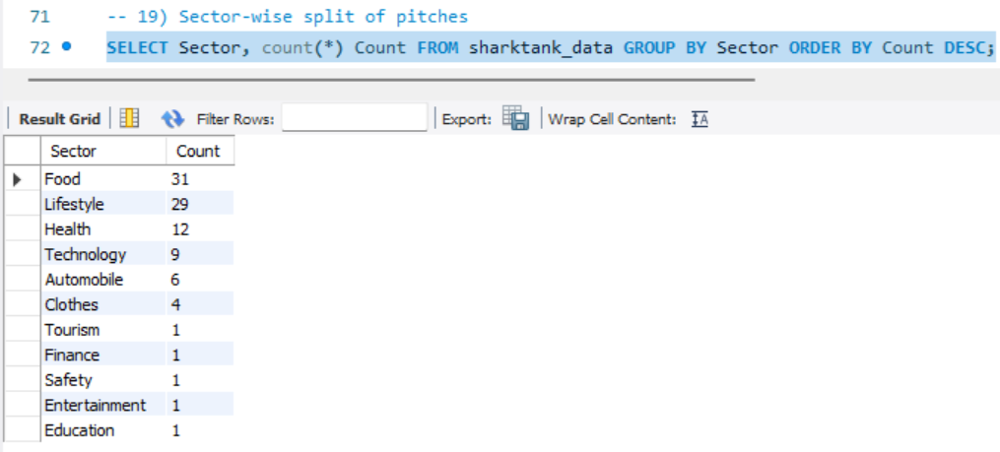 71 -- 19) Sector-wise split of pitches
72 SELECT Sector, count(*) Count FROM sharktank_data GROUP BY Sector ORDER BY Count DESC;
Result Grid Filter Rows: Export: Wrap Cell Content: IA
Sector Count
Food 31
Lifestyle 29
Health 12
Technology 9
Automobile 6
Clothes 4
Tourism 1
Finance 1
Safety 1
Entertainment 1
Education 1